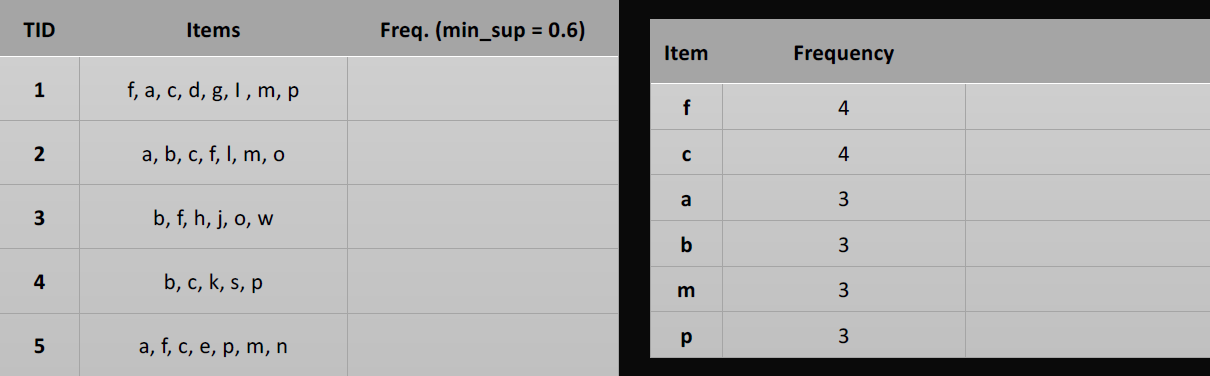 TID Items Freq. (min_sup = 0.6)
1 f, a, c, d, g, I , m, p
2 a, b, c, f, l, m, o
3 b, f, h, j, o, w
4 b, c, k, s, p
5 a, f, c, e, p, m, n
Item Frequency
f 4
c 4
a 3
b 3
m 3
p 3